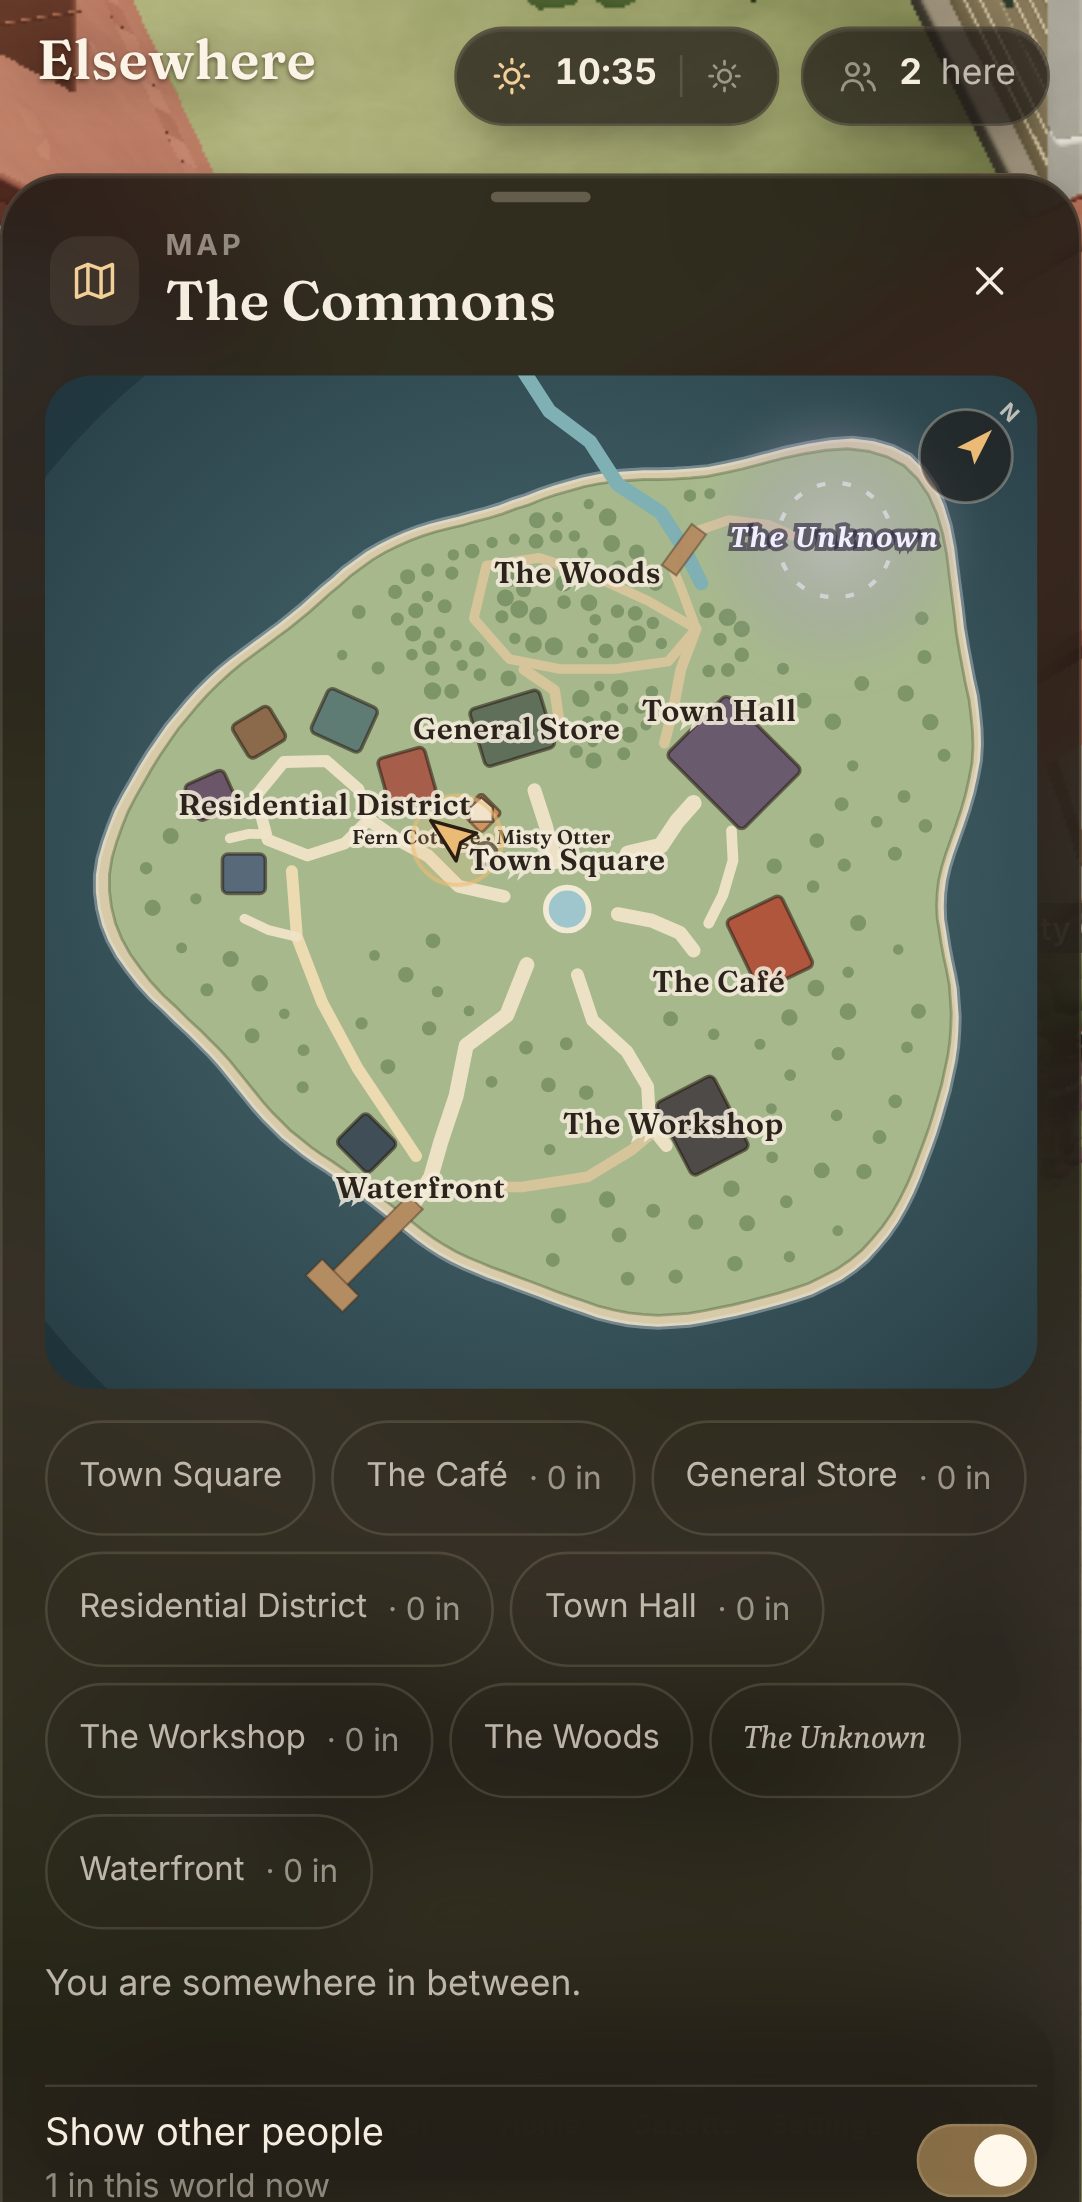 Elsewhere
10:35
2 here
MAP
The Commons
N
The Unknown
The Woods
Town Hall
General Store
Residential District
Fern Cottage · Misty Otter
Town Square
The Café
The Workshop
Waterfront
Town Square
The Café · 0 in
General Store · 0 in
Residential District · 0 in
Town Hall · 0 in
The Workshop · 0 in
The Woods
The Unknown
Waterfront · 0 in
You are somewhere in between.
Show other people
1 in this world now